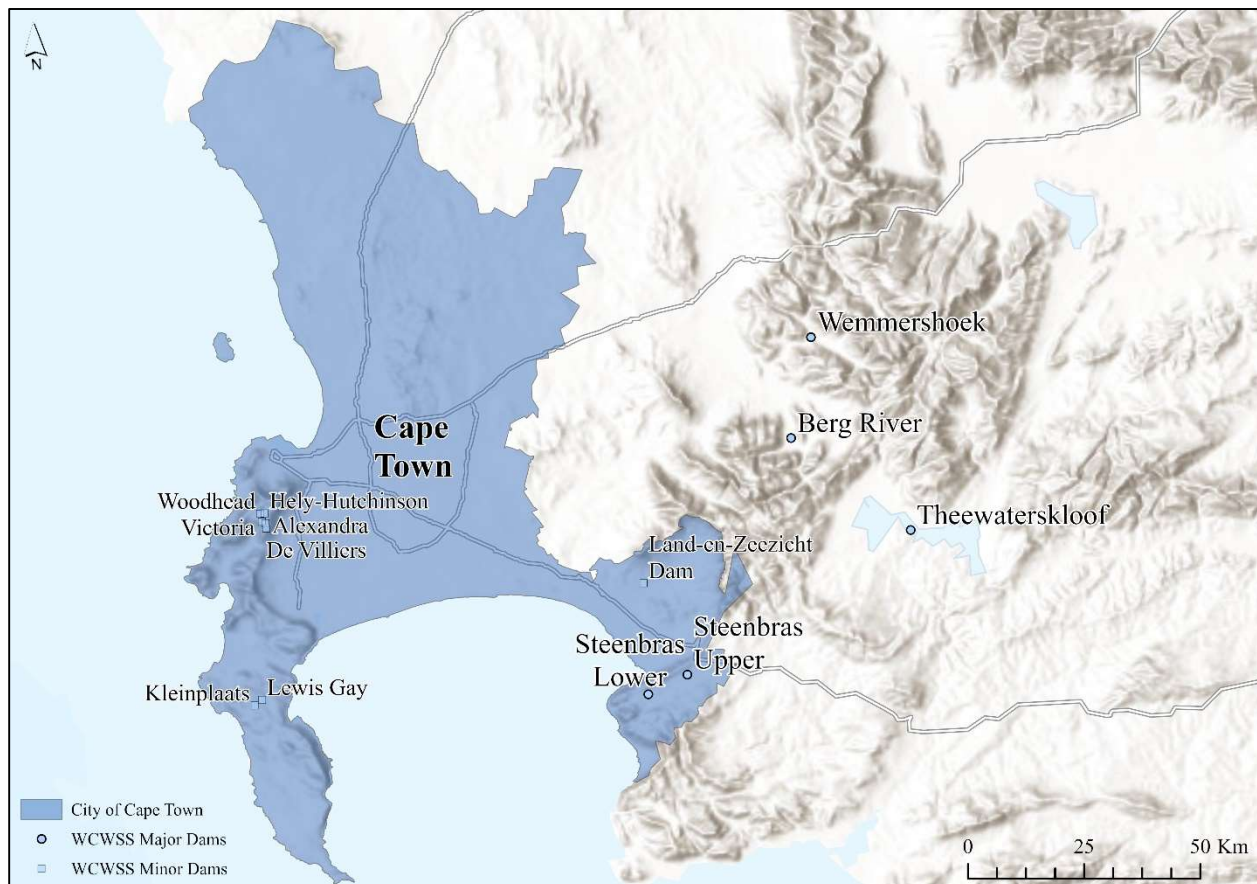 N
Wemmershoek
Cape
Town
Berg River
Woodhead
Hely-Hutchinson
Victoria
Alexandra
De Villiers
Theewaterskloof
Land-en-Zeezicht
Dam
Steenbras
Upper
Steenbras
Lower
Kleinplaats
Lewis Gay
City of Cape Town
WCWSS Major Dams
WCWSS Minor Dams
0 25 50 Km